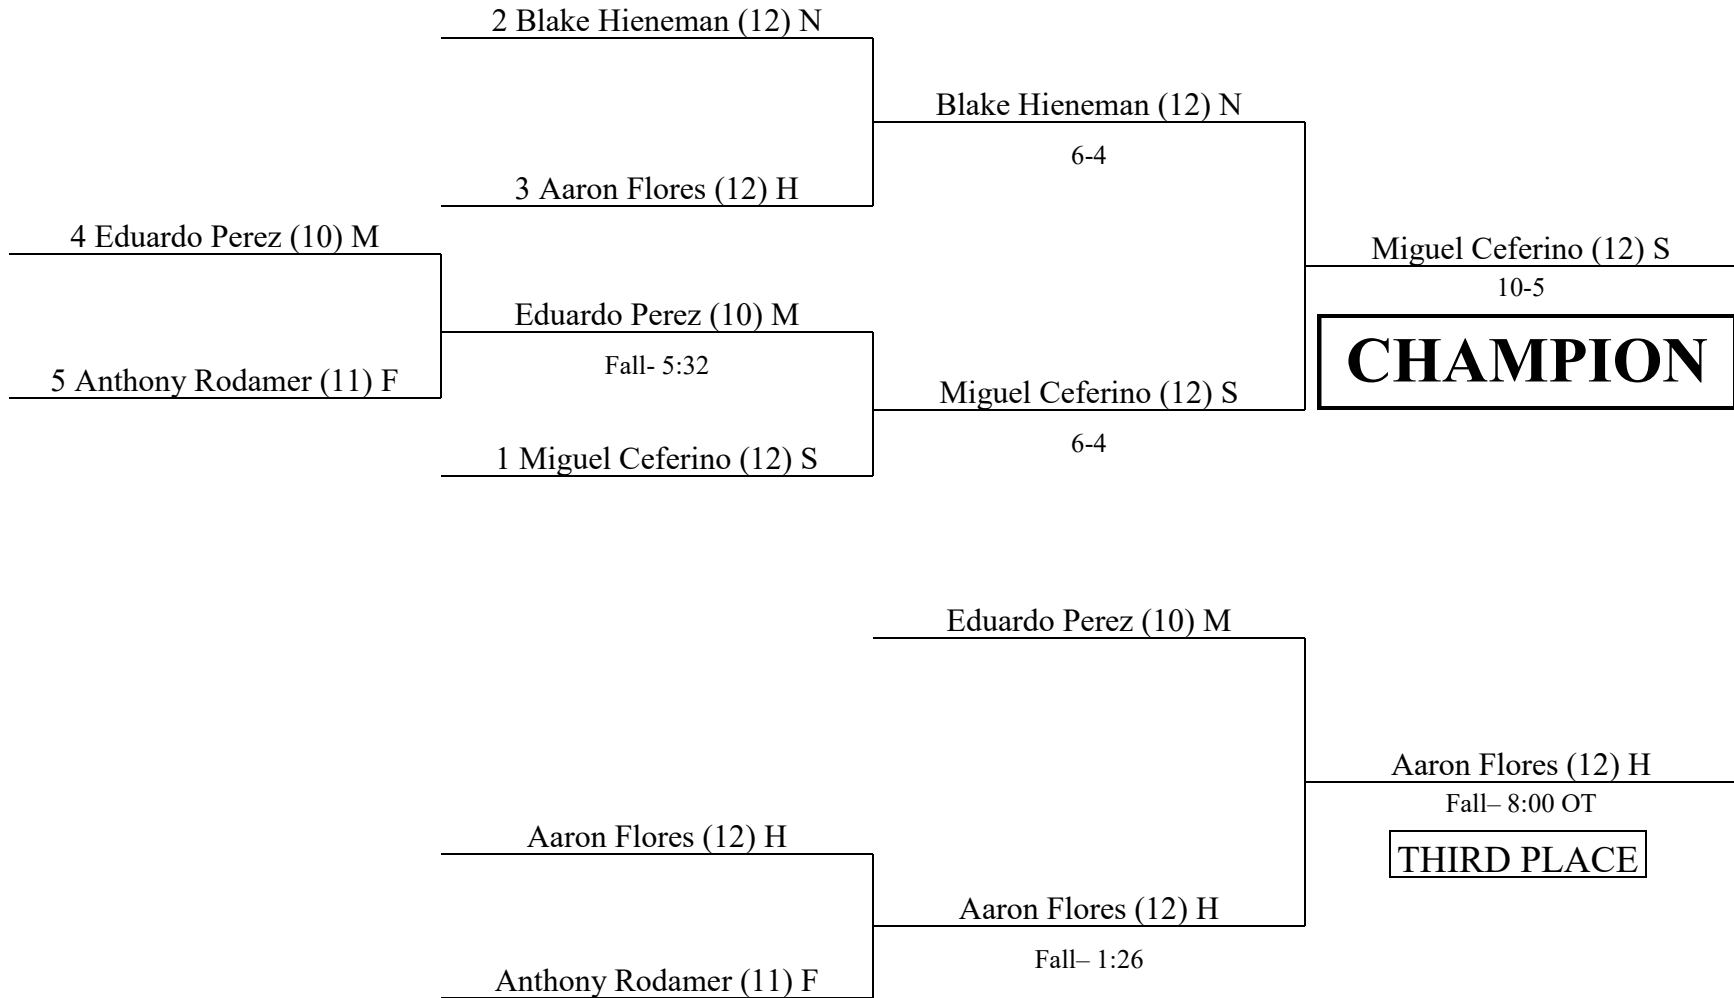 2 Blake Hieneman (12) N
Blake Hieneman (12) N
6-4
3 Aaron Flores (12) H
4 Eduardo Perez (10) M
Miguel Ceferino (12) S
10-5
Eduardo Perez (10) M
CHAMPION
Fall- 5:32
5 Anthony Rodamer (11) F
Miguel Ceferino (12) S
6-4
1 Miguel Ceferino (12) S
Eduardo Perez (10) M
Aaron Flores (12) H
Fall– 8:00 OT
Aaron Flores (12) H
THIRD PLACE
Aaron Flores (12) H
Fall– 1:26
Anthony Rodamer (11) F